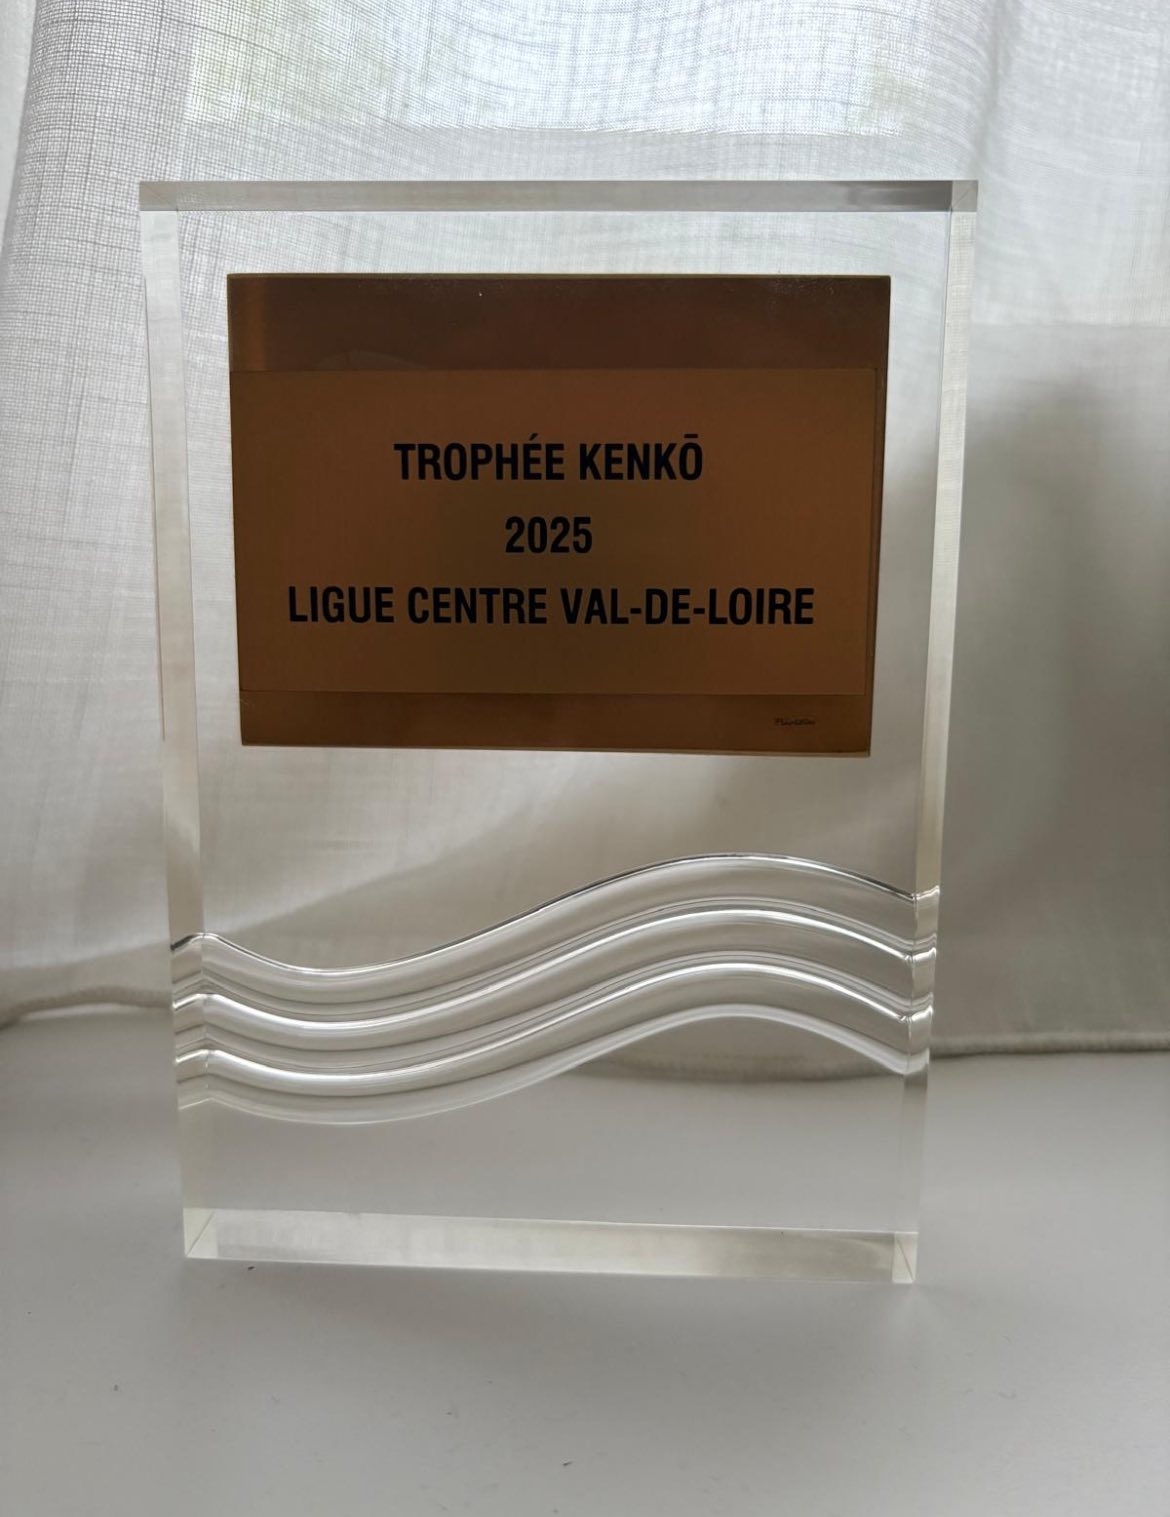 TROPHÉE KENKŌ
2025
LIGUE CENTRE VAL-DE-LOIRE